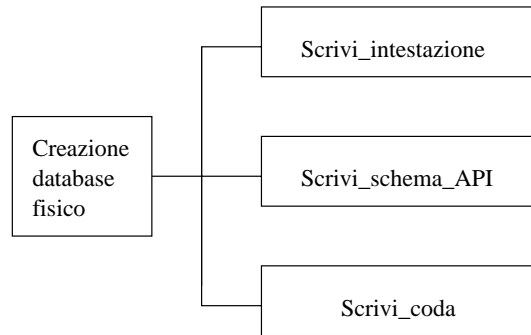 Scrivi_intestazione
Creazione
database
fisico
Scrivi_schema_API
Scrivi_coda